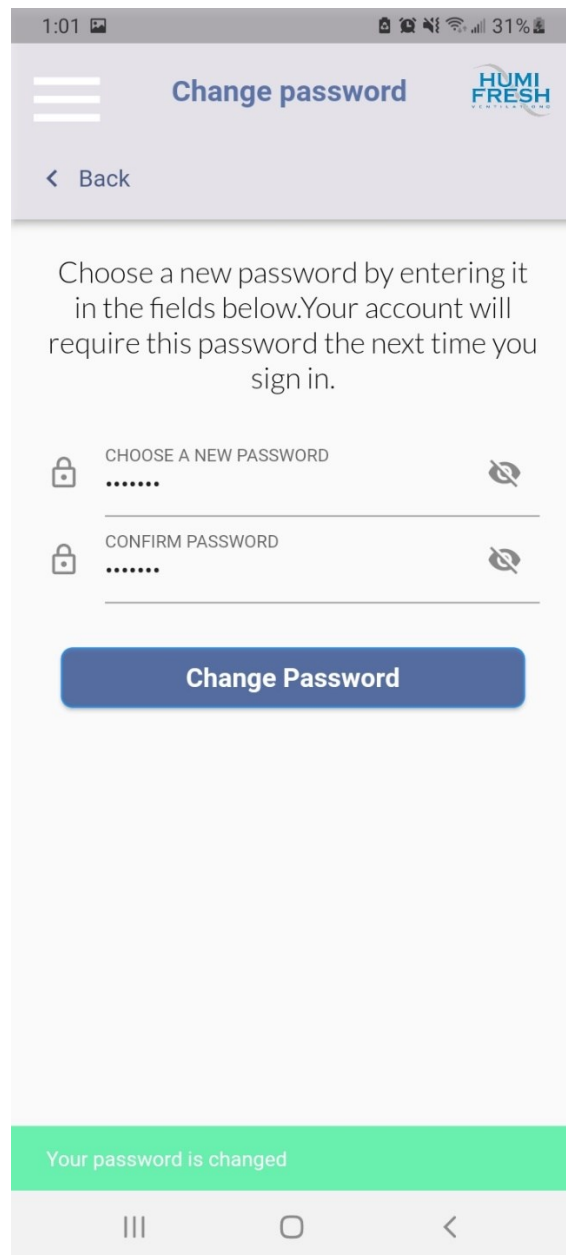 1:01 31%
Change password
HUMI
FRESH
VENTILATIONS
Back
Choose a new password by entering it
in the fields below.Your account will
require this password the next time you
sign in.
CHOOSE A NEW PASSWORD
•••••••
CONFIRM PASSWORD
•••••••
Change Password
Your password is changed